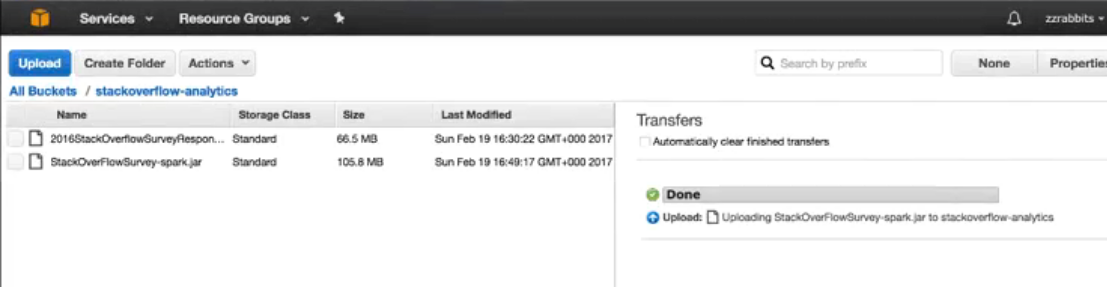 Services Resource Groups zzrabbits
Upload Create Folder Actions Search by prefix None Properties
All Buckets / stackoverflow-analytics
Name Storage Class Size Last Modified
2016StackOverflowSurveyRespon... Standard 66.5 MB Sun Feb 19 16:30:22 GMT+000 2017
StackOverFlowSurvey-spark.jar Standard 105.8 MB Sun Feb 19 16:49:17 GMT+000 2017
Transfers
Automatically clear finished transfers
Done
Upload: Uploading StackOverFlowSurvey-spark.jar to stackoverflow-analytics